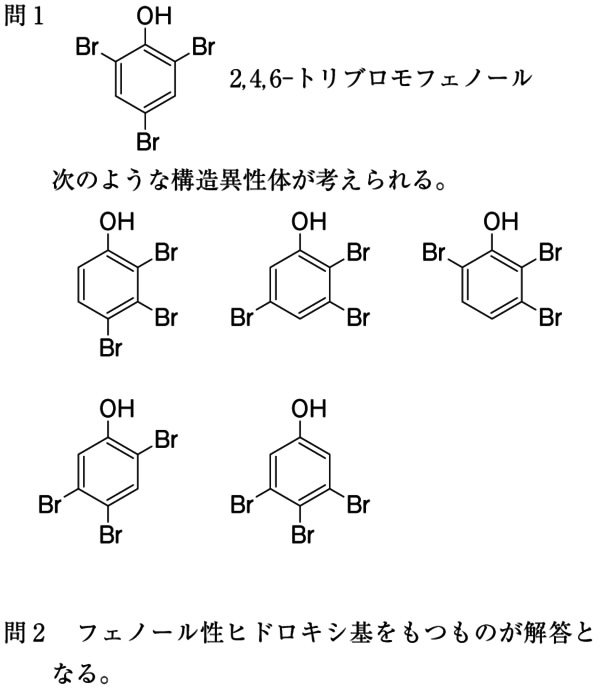 問1
OH
Br Br
2,4,6-トリブロモフェノール
Br
次のような構造異性体が考えられる。
OH OH OH
Br Br Br Br
Br Br Br Br
Br
OH OH
Br
Br Br Br
Br Br
問2 フェノール性ヒドロキシ基をもつものが解答と
なる。